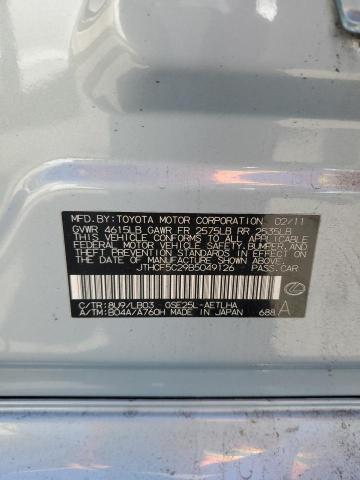 MFD.BY:TOYOTA MOTOR CORPORATION 02/11
GVWR 4615LB GAWR FR 2575LB RR 2535LB
THIS VEHICLE CONFORMS TO ALL APPLICABLE
FEDERAL MOTOR VEHICLE SAFETY, BUMPER, AND
THEFT PREVENTION STANDARDS IN EFFECT ON
THE DATE OF MANUFACTURE SHOWN ABOVE.
JTHCF5C29B5049126 PASS.CAR
C/TR: 8U9/LB03 GSE25L-AETLHA
A/TM: B04A/A760H MADE IN JAPAN 688 A